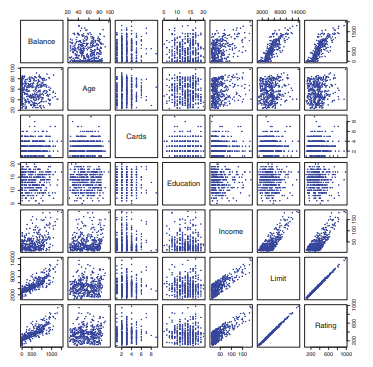 20 40 60 80 100
5 10 15 20
2000 8000 14000
Balance
0 500 1500
Age
20 40 60 80 100
Cards
2 4 6 8
Education
5 10 15 20
Income
50 100 150
Limit
2000 8000 14000
Rating
200 600 1000
0 500 1500
2 4 6 8
50 100 150
200 600 1000